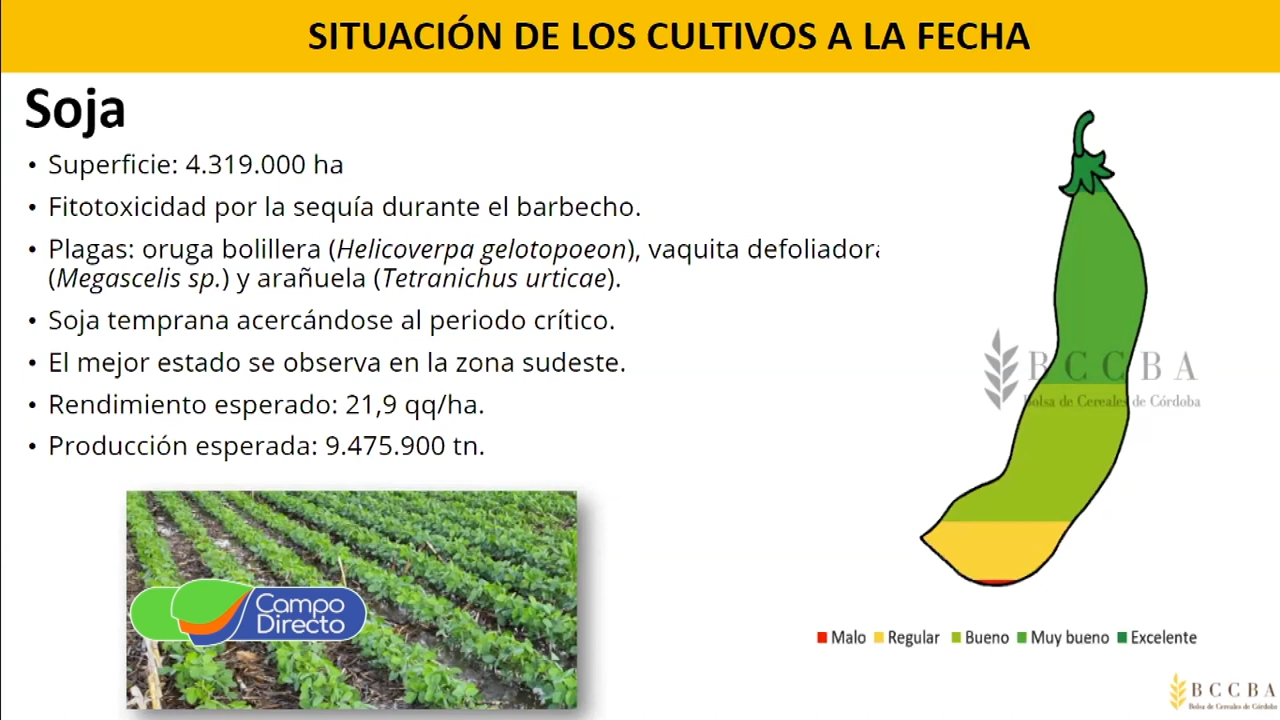 SITUACIÓN DE LOS CULTIVOS A LA FECHA
Soja
• Superficie: 4.319.000 ha
• Fitotoxicidad por la sequía durante el barbecho.
• Plagas: oruga bolillera (Helicoverpa gelotopoeon), vaquita defoliadora
(Megascelis sp.) y arañuela (Tetranichus urticae).
• Soja temprana acercándose al periodo crítico.
• El mejor estado se observa en la zona sudeste.
• Rendimiento esperado: 21,9 qq/ha.
• Producción esperada: 9.475.900 tn.
BCCBA
Bolsa de Cereales de Córdoba
Campo
Directo
Malo Regular Bueno Muy bueno Excelente
BCCBA
Bolsa de Cereales de Córdoba